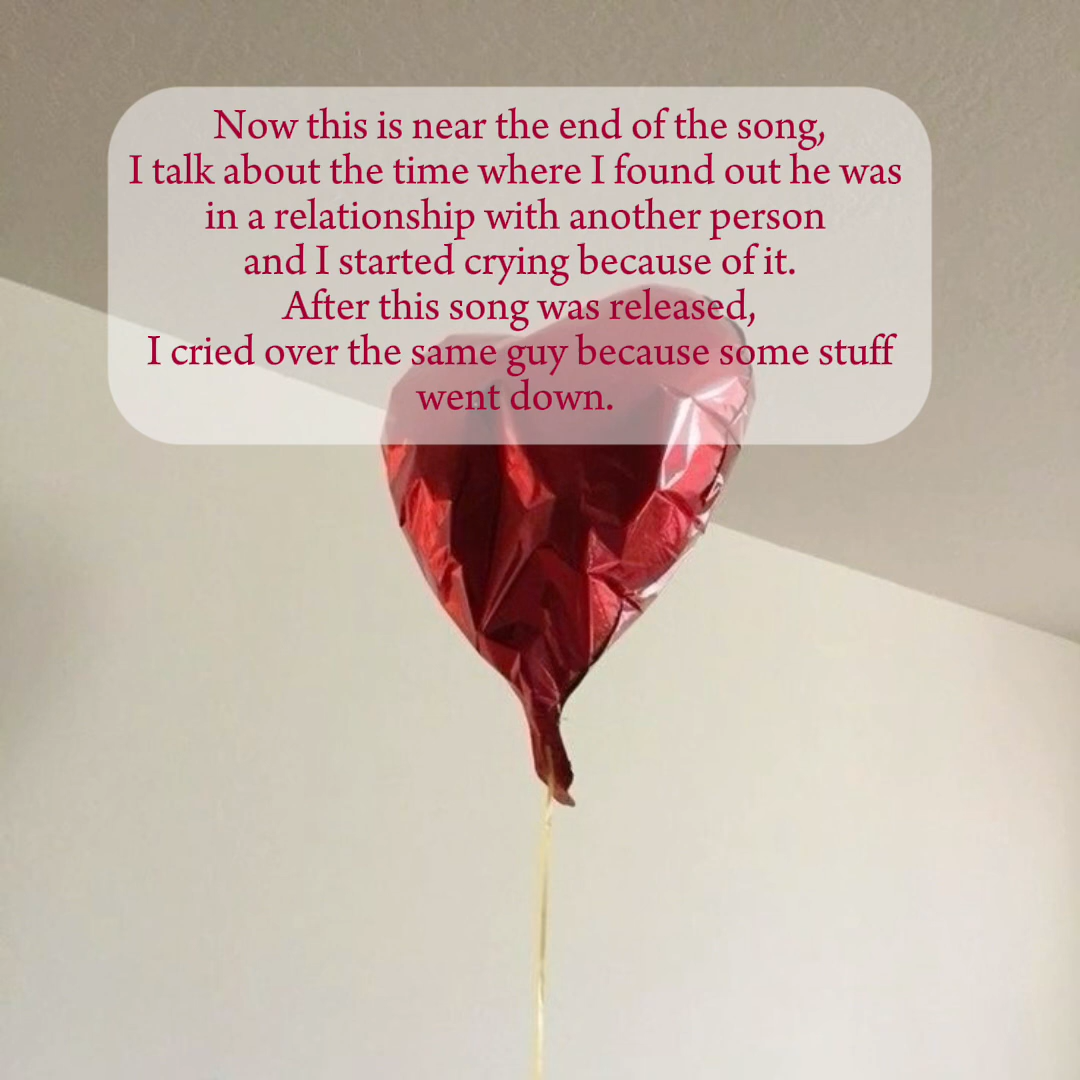 Now this is near the end of the song,
I talk about the time where I found out he was
in a relationship with another person
and I started crying because of it.
After this song was released,
I cried over the same guy because some stuff
went down.